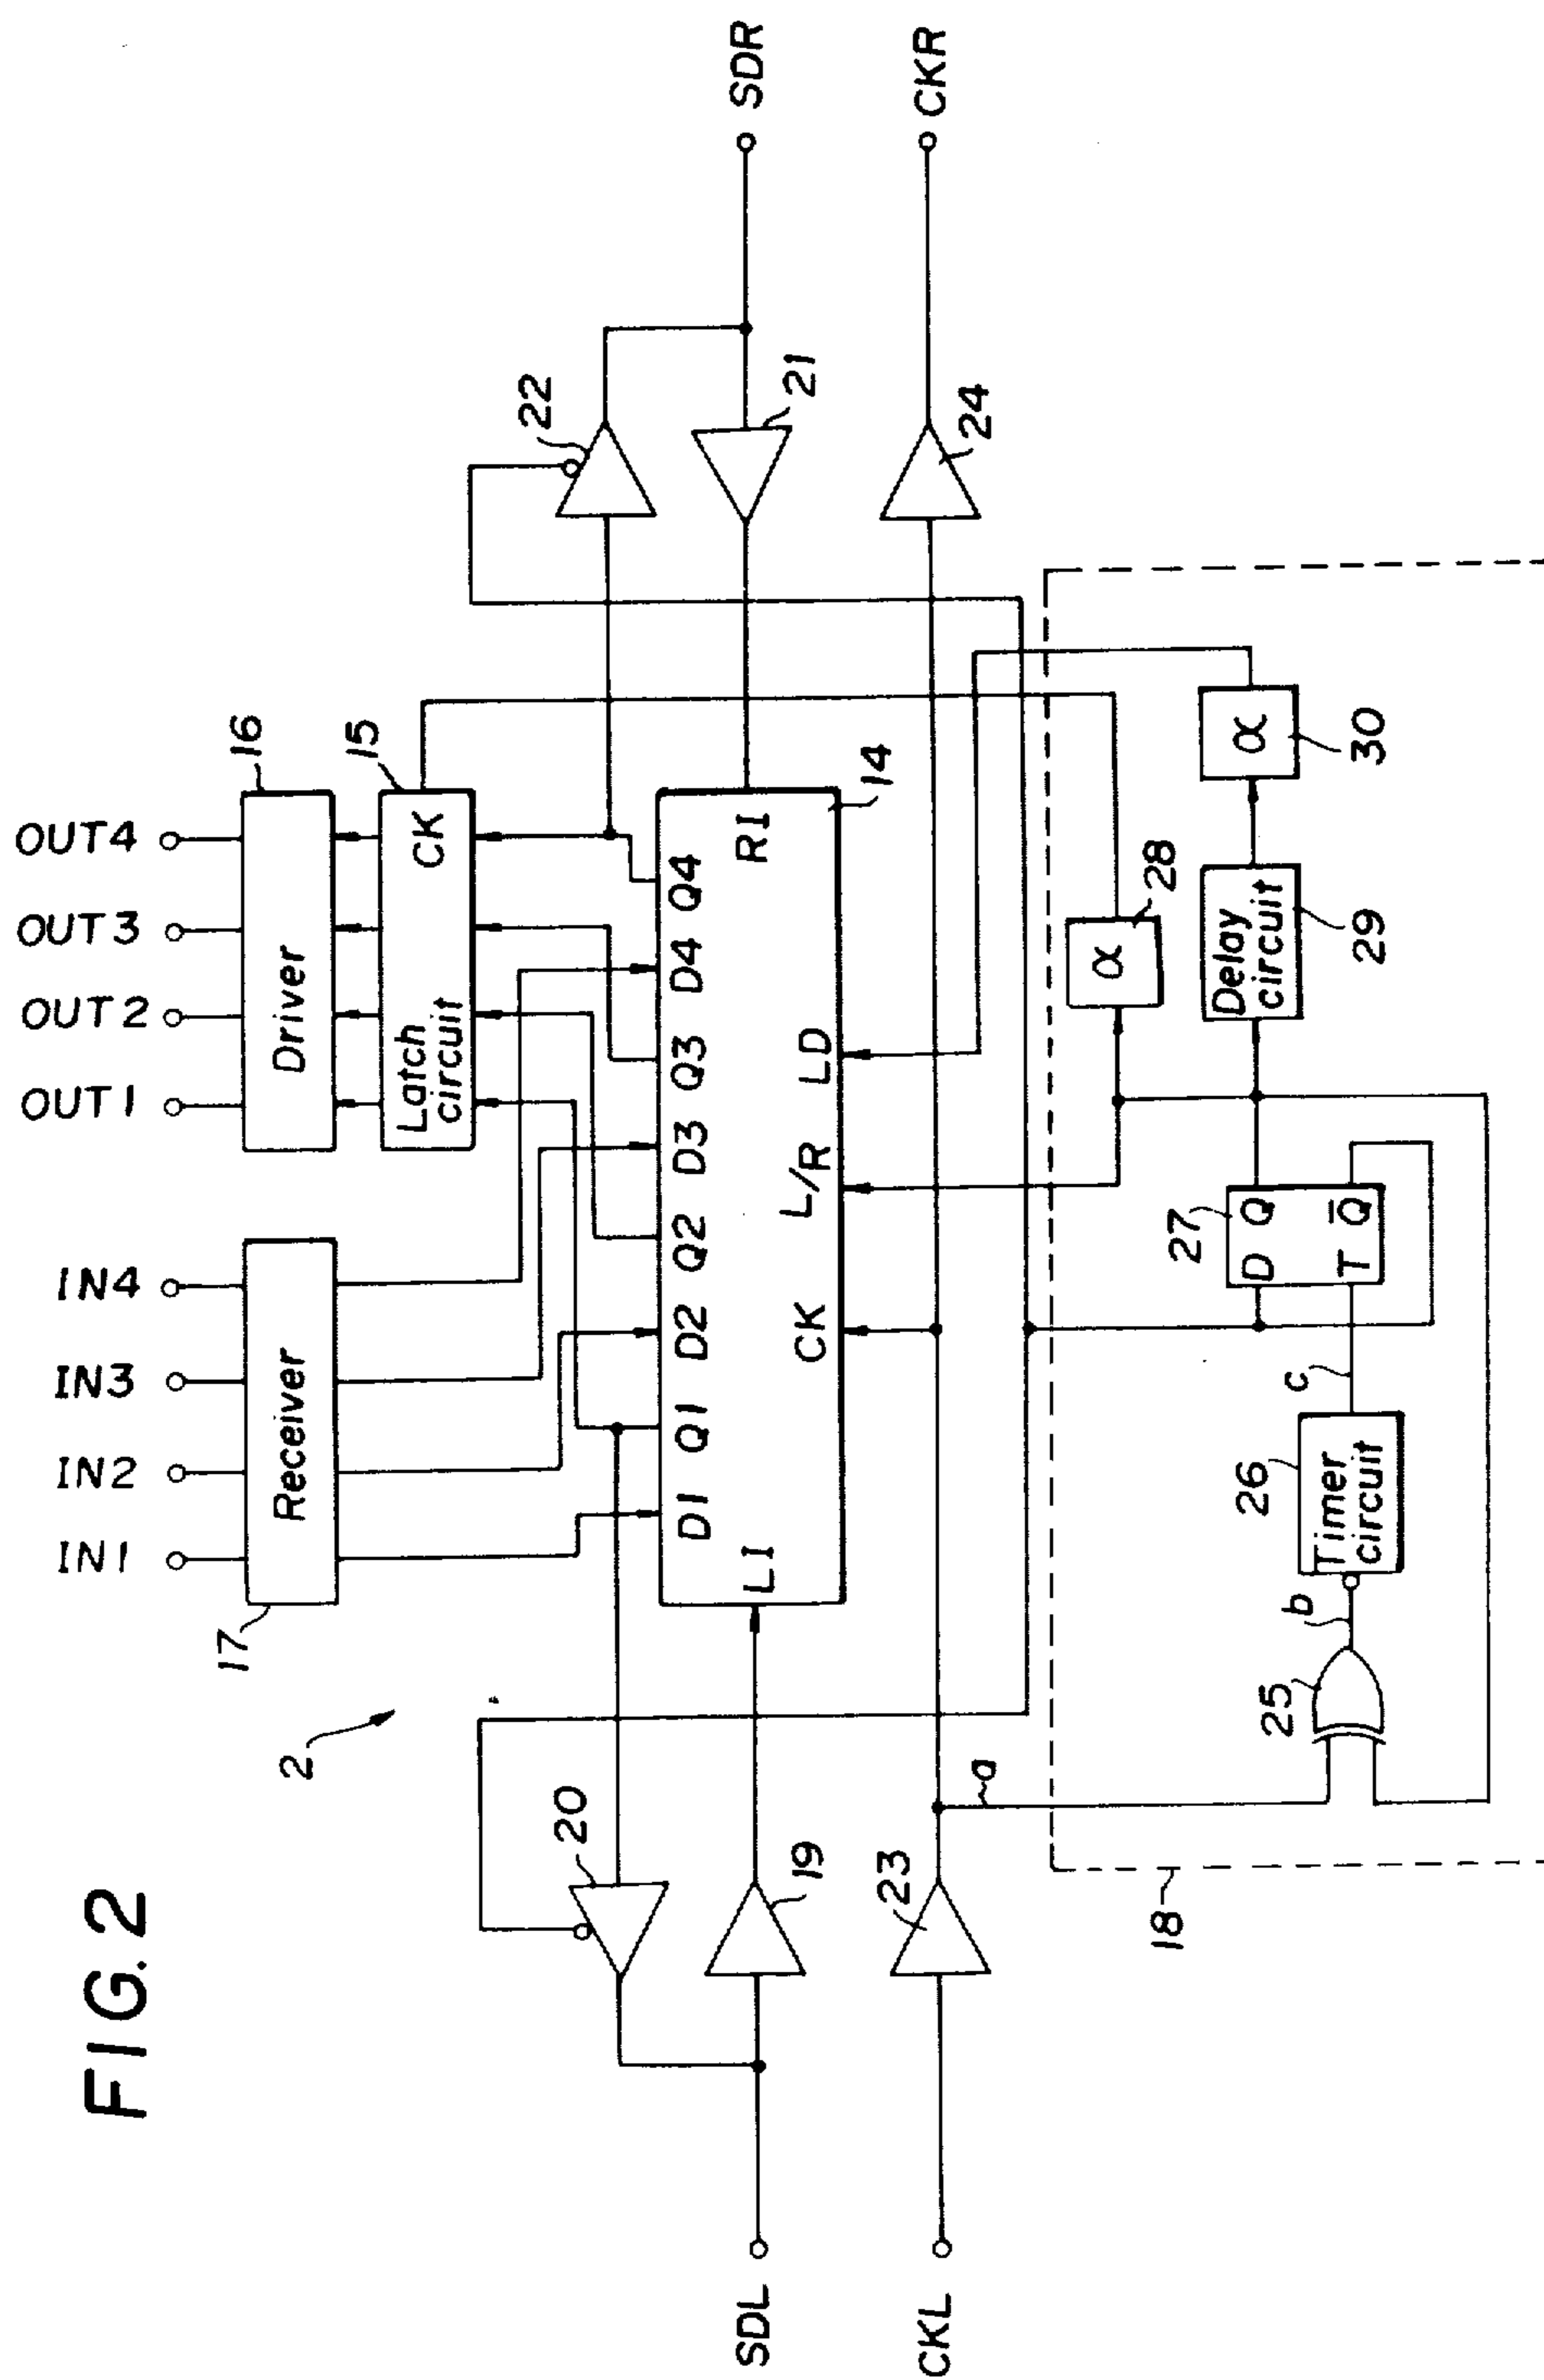 FIG. 2
2
IN1
IN2
IN3
IN4
OUT1
OUT2
OUT3
OUT4
17
Receiver
Driver
16
Latch
circuit
CK
15
D1
Q1
D2
Q2
D3
Q3
D4
Q4
LI
RI
CK
L/R
LD
14
20
19
22
21
SDL
SDR
CKL
CKR
23
24
a
18
25
b
26
Timer
circuit
c
27
D
Q
T
Q̅
α
28
Delay
circuit
29
α
30